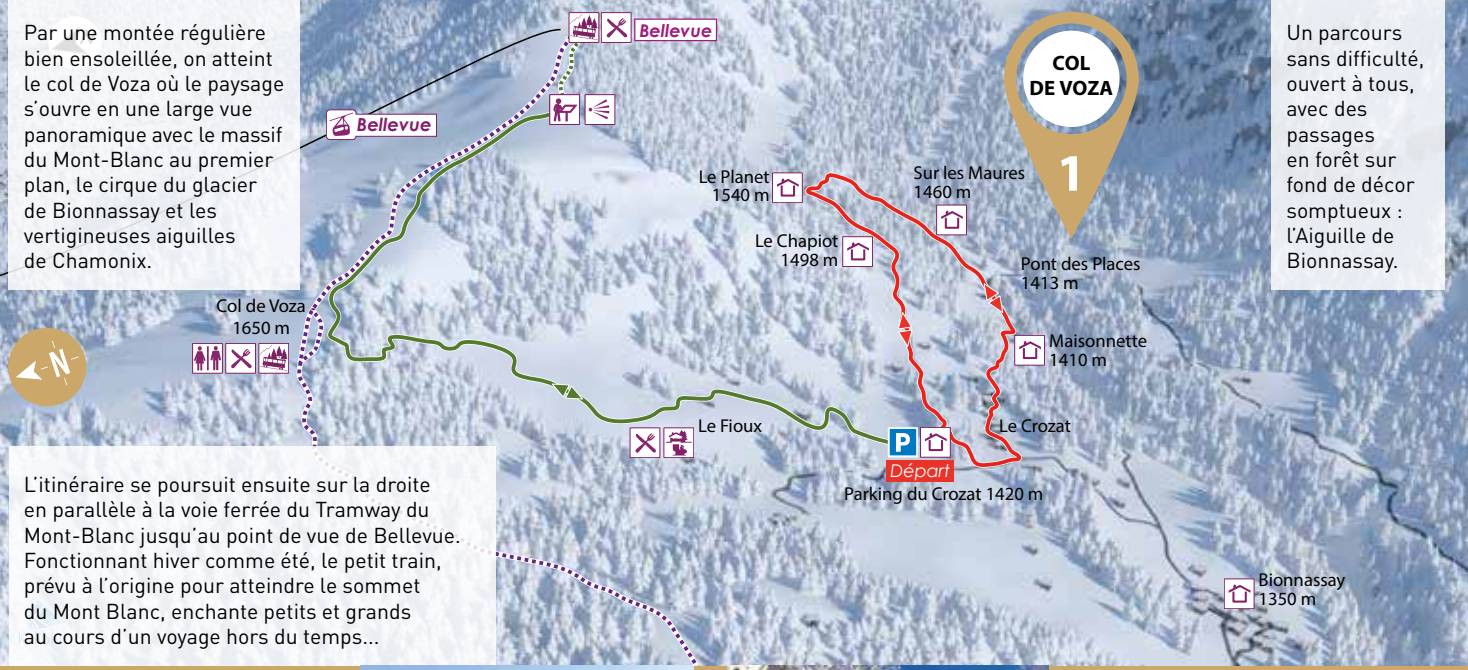 Par une montée régulière
bien ensoleillée, on atteint
le col de Voza où le paysage
s’ouvre en une large vue
panoramique avec le massif
du Mont-Blanc au premier
plan, le cirque du glacier
de Bionnassay et les
vertigineuses aiguilles
de Chamonix.
Bellevue
Bellevue
COL
DE VOZA
1
Un parcours
sans difficulté,
ouvert à tous,
avec des
passages
en forêt sur
fond de décor
somptueux :
l’Aiguille de
Bionnassay.
Le Planet
1540 m
Sur les Maures
1460 m
Le Chapiot
1498 m
Pont des Places
1413 m
Col de Voza
1650 m
Maisonnette
1410 m
N
Le Fioux
Le Crozat
P
Départ
Parking du Crozat 1420 m
Bionnassay
1350 m
L’itinéraire se poursuit ensuite sur la droite
en parallèle à la voie ferrée du Tramway du
Mont-Blanc jusqu’au point de vue de Bellevue.
Fonctionnant hiver comme été, le petit train,
prévu à l’origine pour atteindre le sommet
du Mont Blanc, enchante petits et grands
au cours d’un voyage hors du temps...